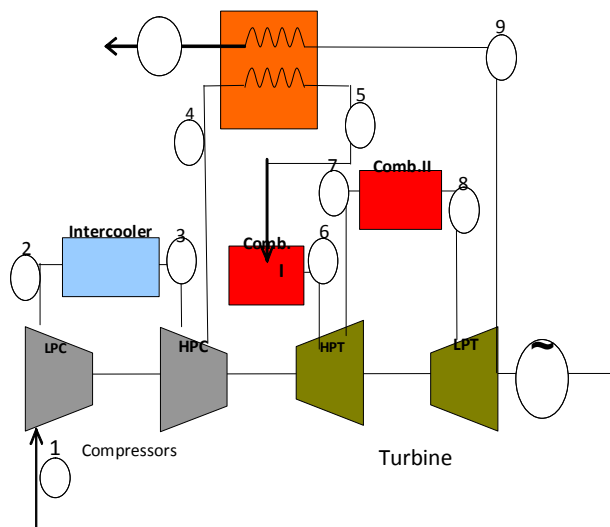 9
5
4
Comb.II
7
8
Intercooler
2
3
Comb.
I
6
LPC
HPC
HPT
LPT
~
1
Compressors
Turbine